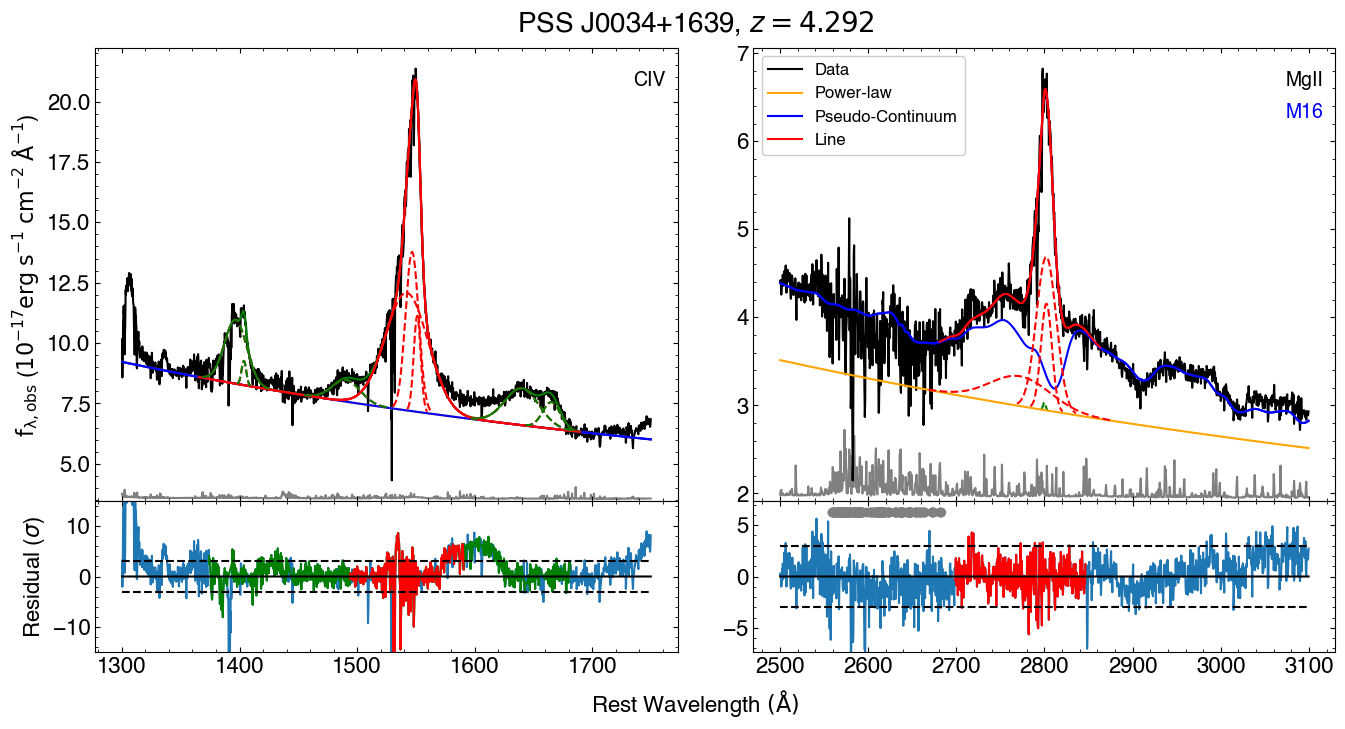 PSS J0034+1639, z = 4.292
CIV
f_{λ,obs} (10^{−17} erg s^{−1} cm^{−2} Å^{−1})
20.0
17.5
15.0
12.5
10.0
7.5
5.0
Data
Power-law
Pseudo-Continuum
Line
MgII
M16
7
6
5
4
3
2
Residual (σ)
10
0
−10
5
0
−5
1300 1400 1500 1600 1700
2500 2600 2700 2800 2900 3000 3100
Rest Wavelength (Å)